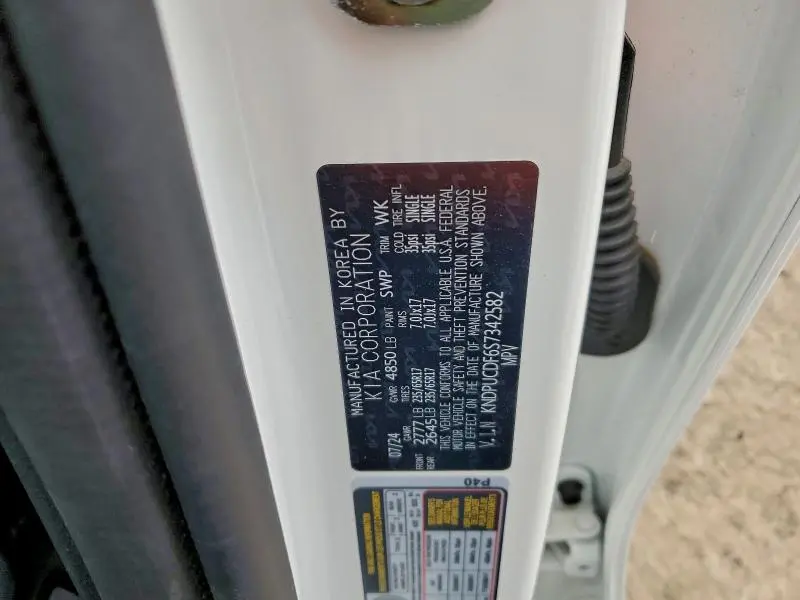 MANUFACTURED IN KOREA BY
KIA CORPORATION
07/24 GVWR 4850 LB PAINT SWP TRIM WK
GAWR TIRES RIMS COLD TIRE INFL
FRONT 2777 LB 235/65R17 7.0Jx17 35psi SINGLE
REAR 2645 LB 235/65R17 7.0Jx17 35psi SINGLE
THIS VEHICLE CONFORMS TO ALL APPLICABLE U.S.A. FEDERAL
MOTOR VEHICLE SAFETY AND THEFT PREVENTION STANDARDS
IN EFFECT ON THE DATE OF MANUFACTURE SHOWN ABOVE.
V.I.N KNDPUCDF6S7342582
MPV
P40